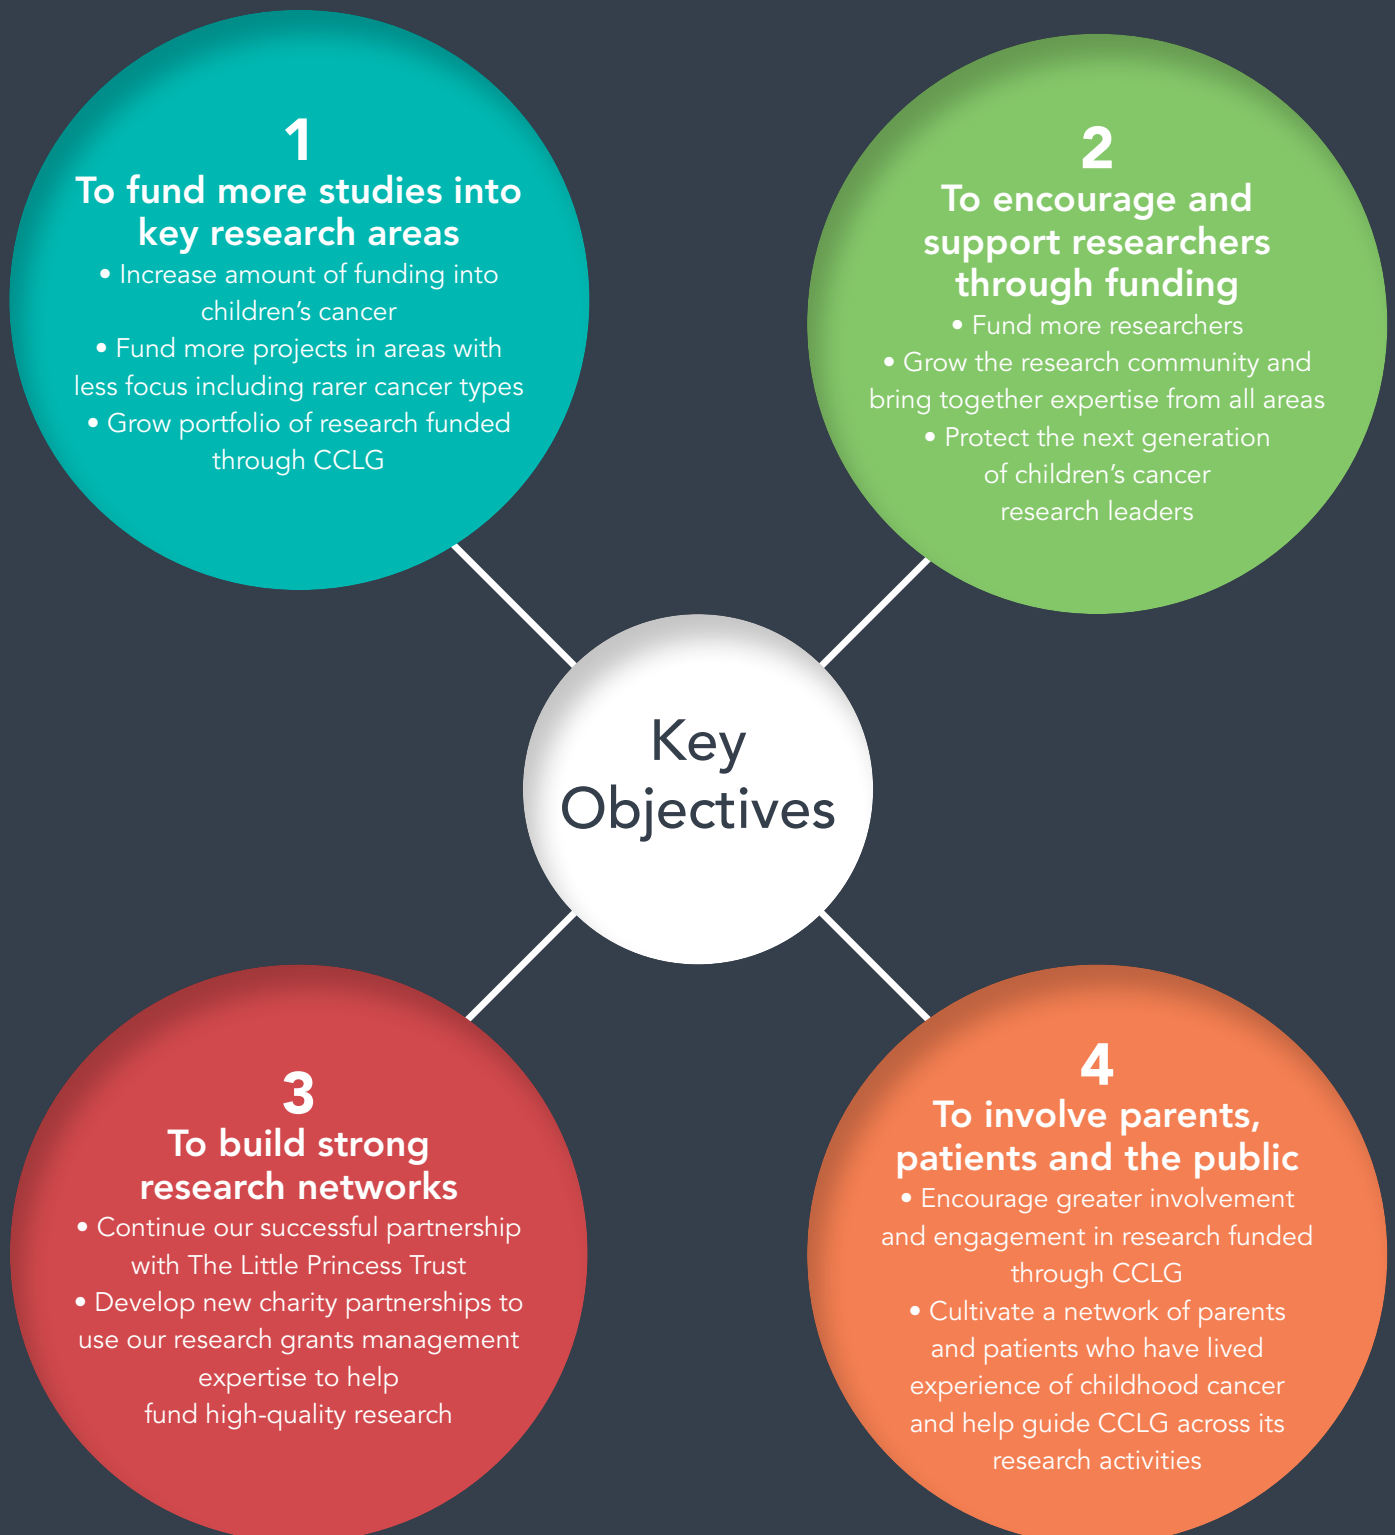 1
To fund more studies into
key research areas
• Increase amount of funding into
children’s cancer
• Fund more projects in areas with
less focus including rarer cancer types
• Grow portfolio of research funded
through CCLG
2
To encourage and
support researchers
through funding
• Fund more researchers
• Grow the research community and
bring together expertise from all areas
• Protect the next generation
of children’s cancer
research leaders
Key
Objectives
3
To build strong
research networks
• Continue our successful partnership
with The Little Princess Trust
• Develop new charity partnerships to
use our research grants management
expertise to help
fund high-quality research
4
To involve parents,
patients and the public
• Encourage greater involvement
and engagement in research funded
through CCLG
• Cultivate a network of parents
and patients who have lived
experience of childhood cancer
and help guide CCLG across its
research activities